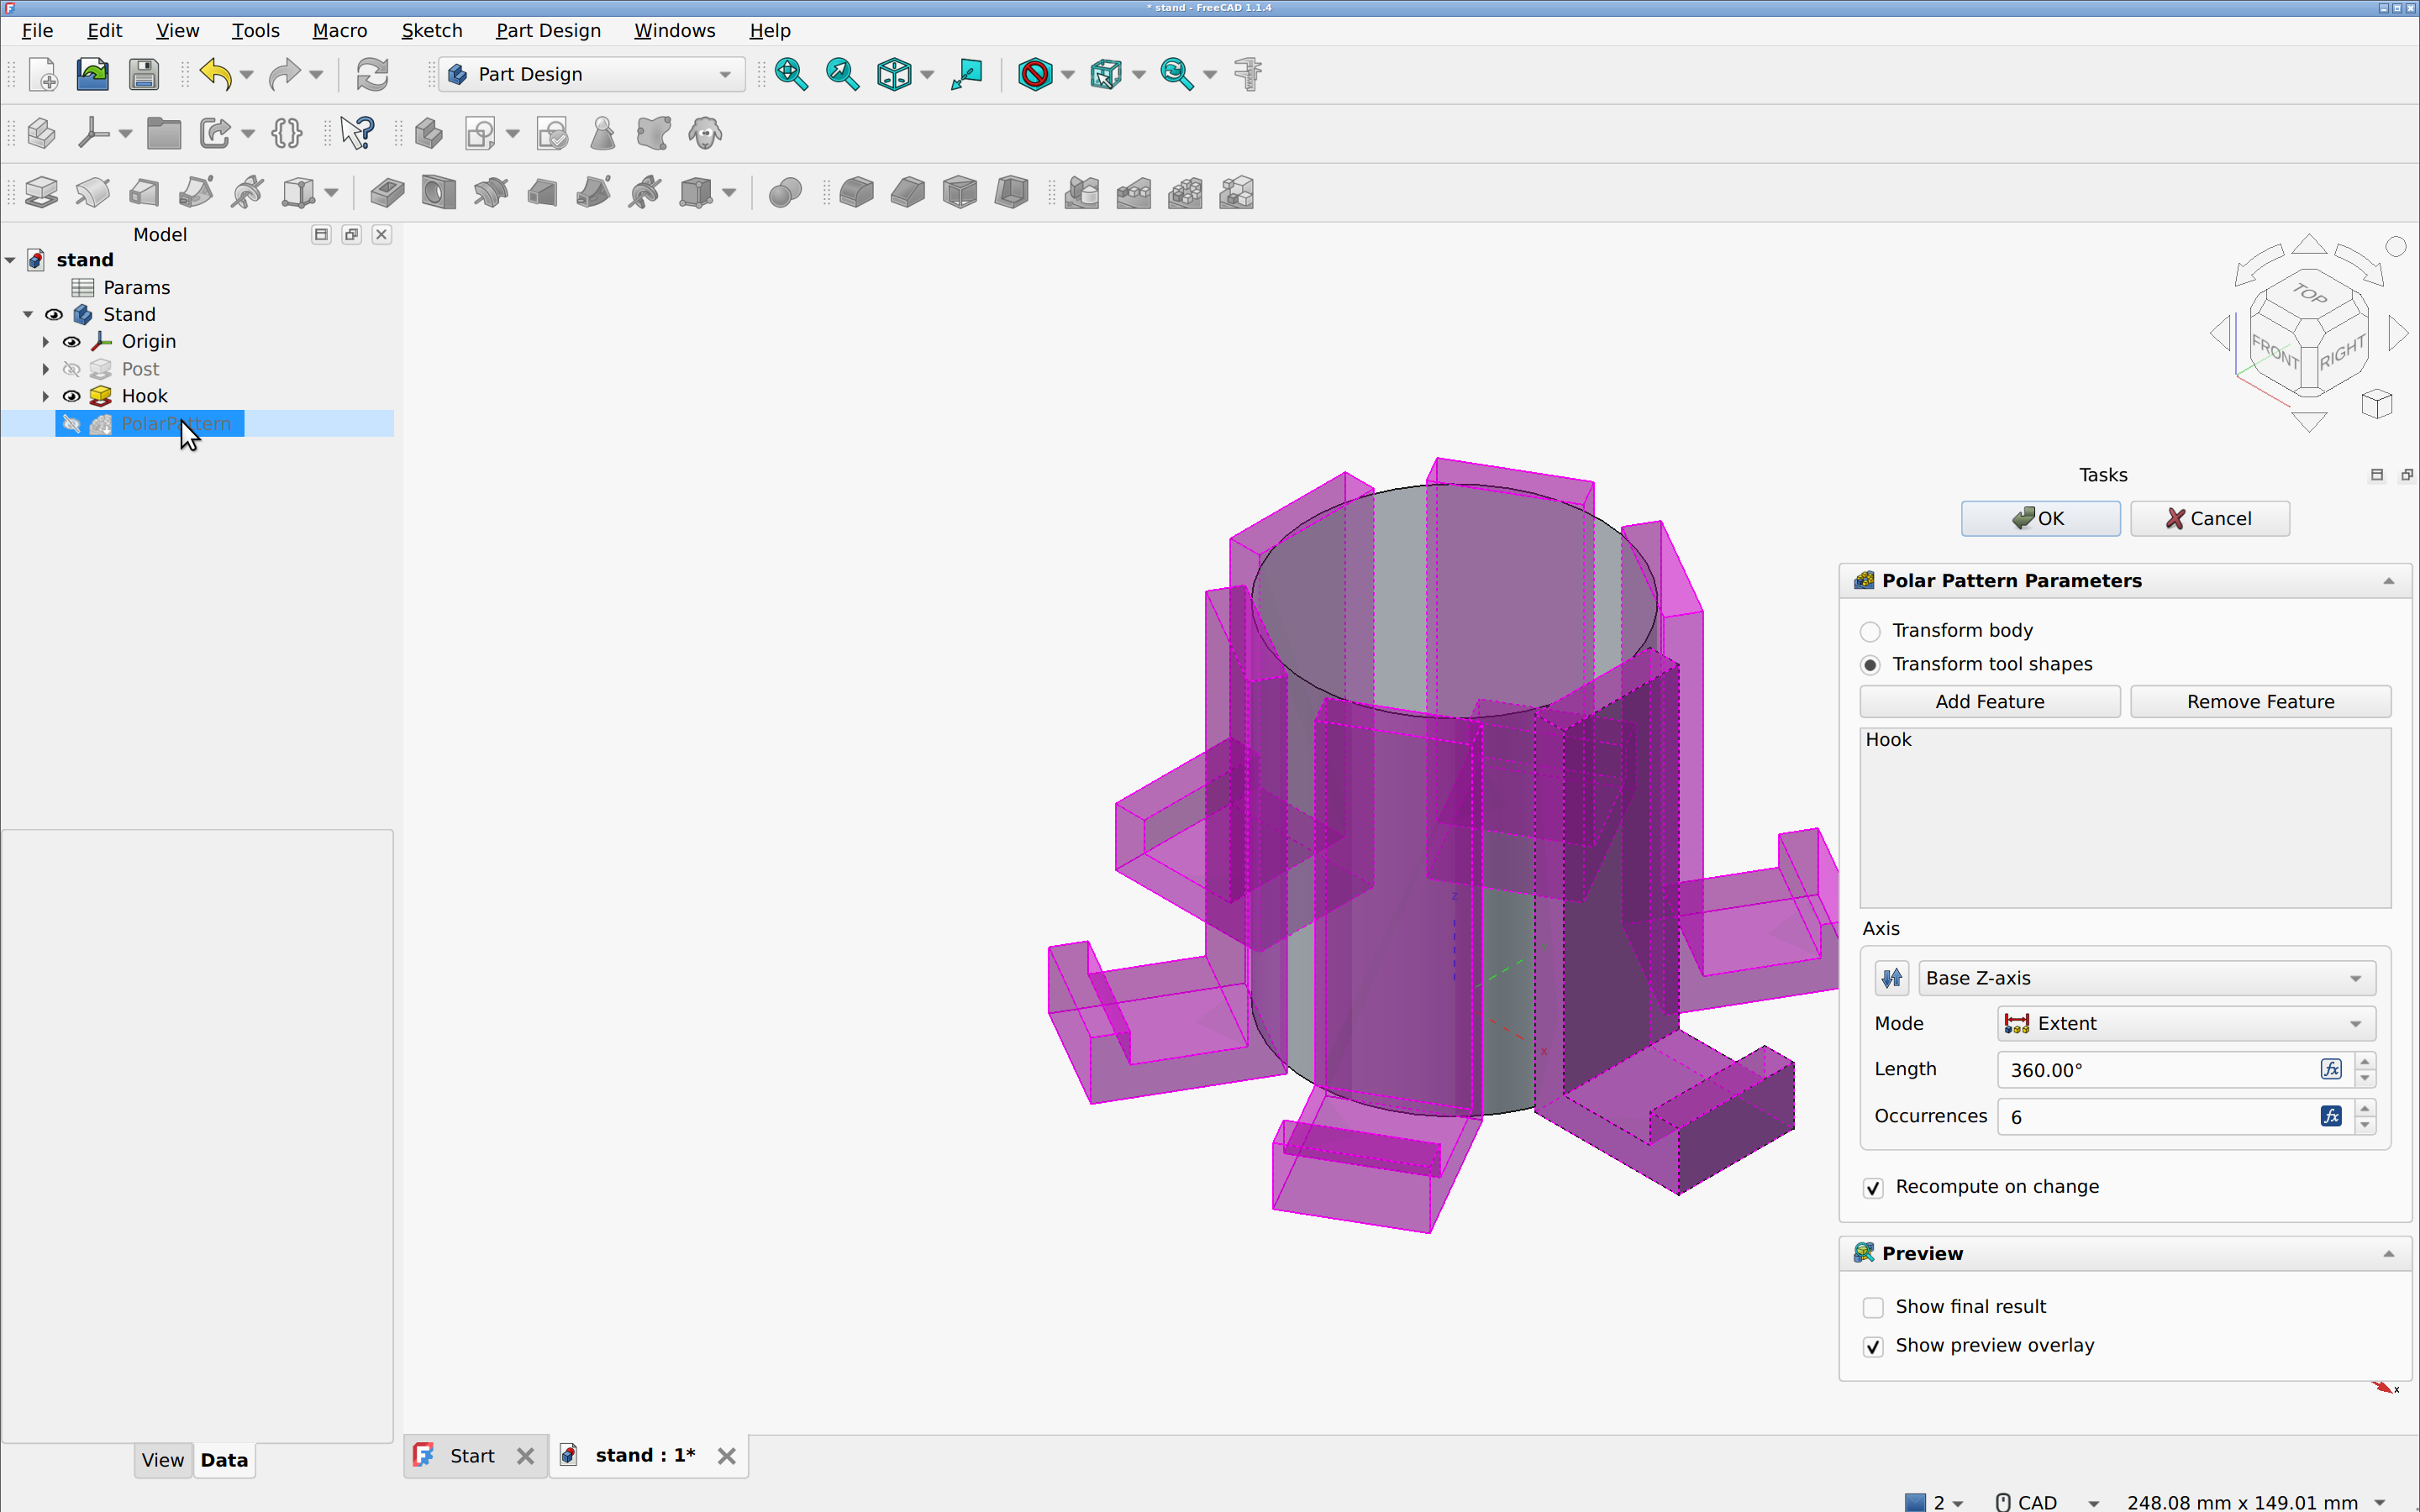 * stand - FreeCAD 1.1.4
File Edit View Tools Macro Sketch Part Design Windows Help
Part Design
Model
stand
Params
Stand
Origin
Post
Hook
PolarPattern
TOP
FRONT
RIGHT
z
x
Tasks
OK
Cancel
Polar Pattern Parameters
Transform body
Transform tool shapes
Add Feature
Remove Feature
Hook
Axis
Base Z-axis
Mode
Extent
Length
360.00°
fx
Occurrences
6
fx
Recompute on change
Preview
Show final result
Show preview overlay
x
View
Data
Start
stand : 1*
2
CAD
248.08 mm x 149.01 mm